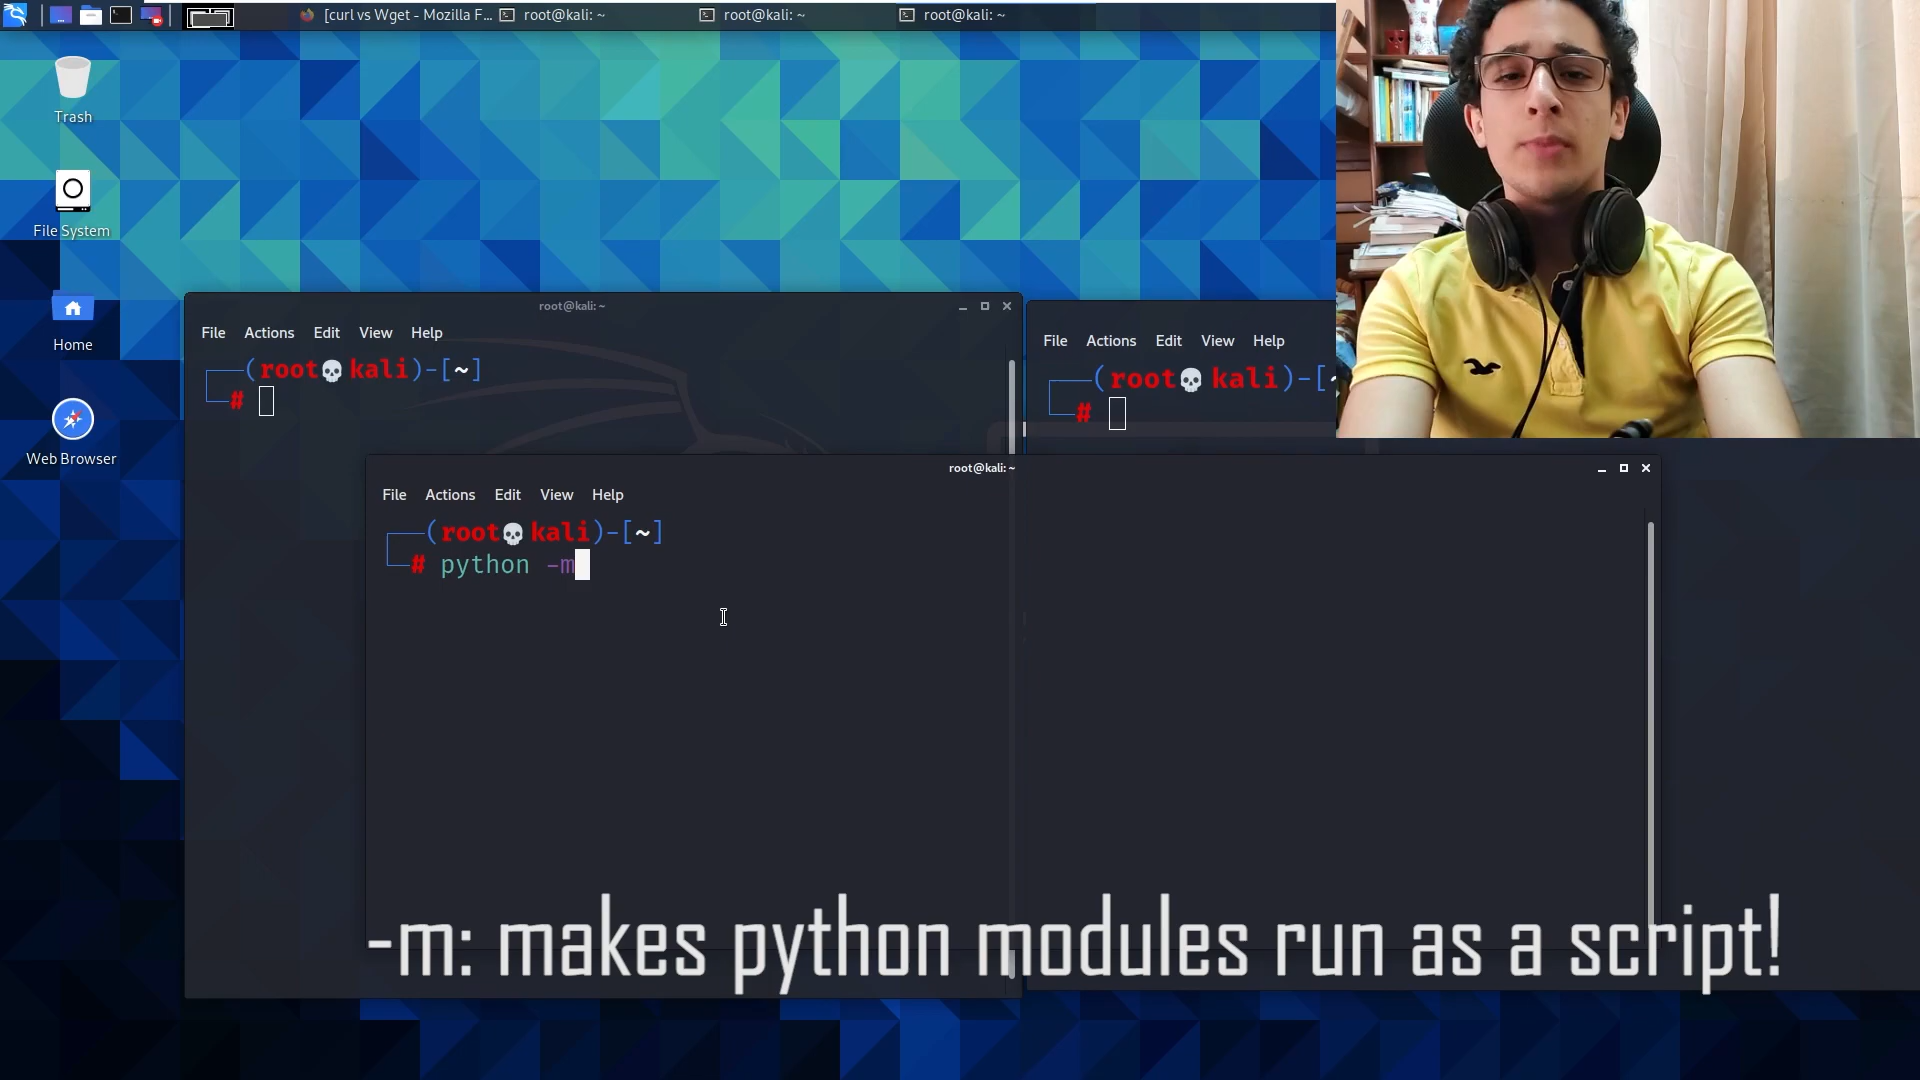 [curl vs Wget - Mozilla F...
root@kali: ~
root@kali: ~
root@kali: ~
Trash
File System
Home
Web Browser
root@kali: ~
File Actions Edit View Help
(root💀kali)-[~]
#
File Actions Edit View Help
(root💀kali)-[~
#
root@kali: ~
File Actions Edit View Help
(root💀kali)-[~]
# python -m
-m: makes python modules run as a script!